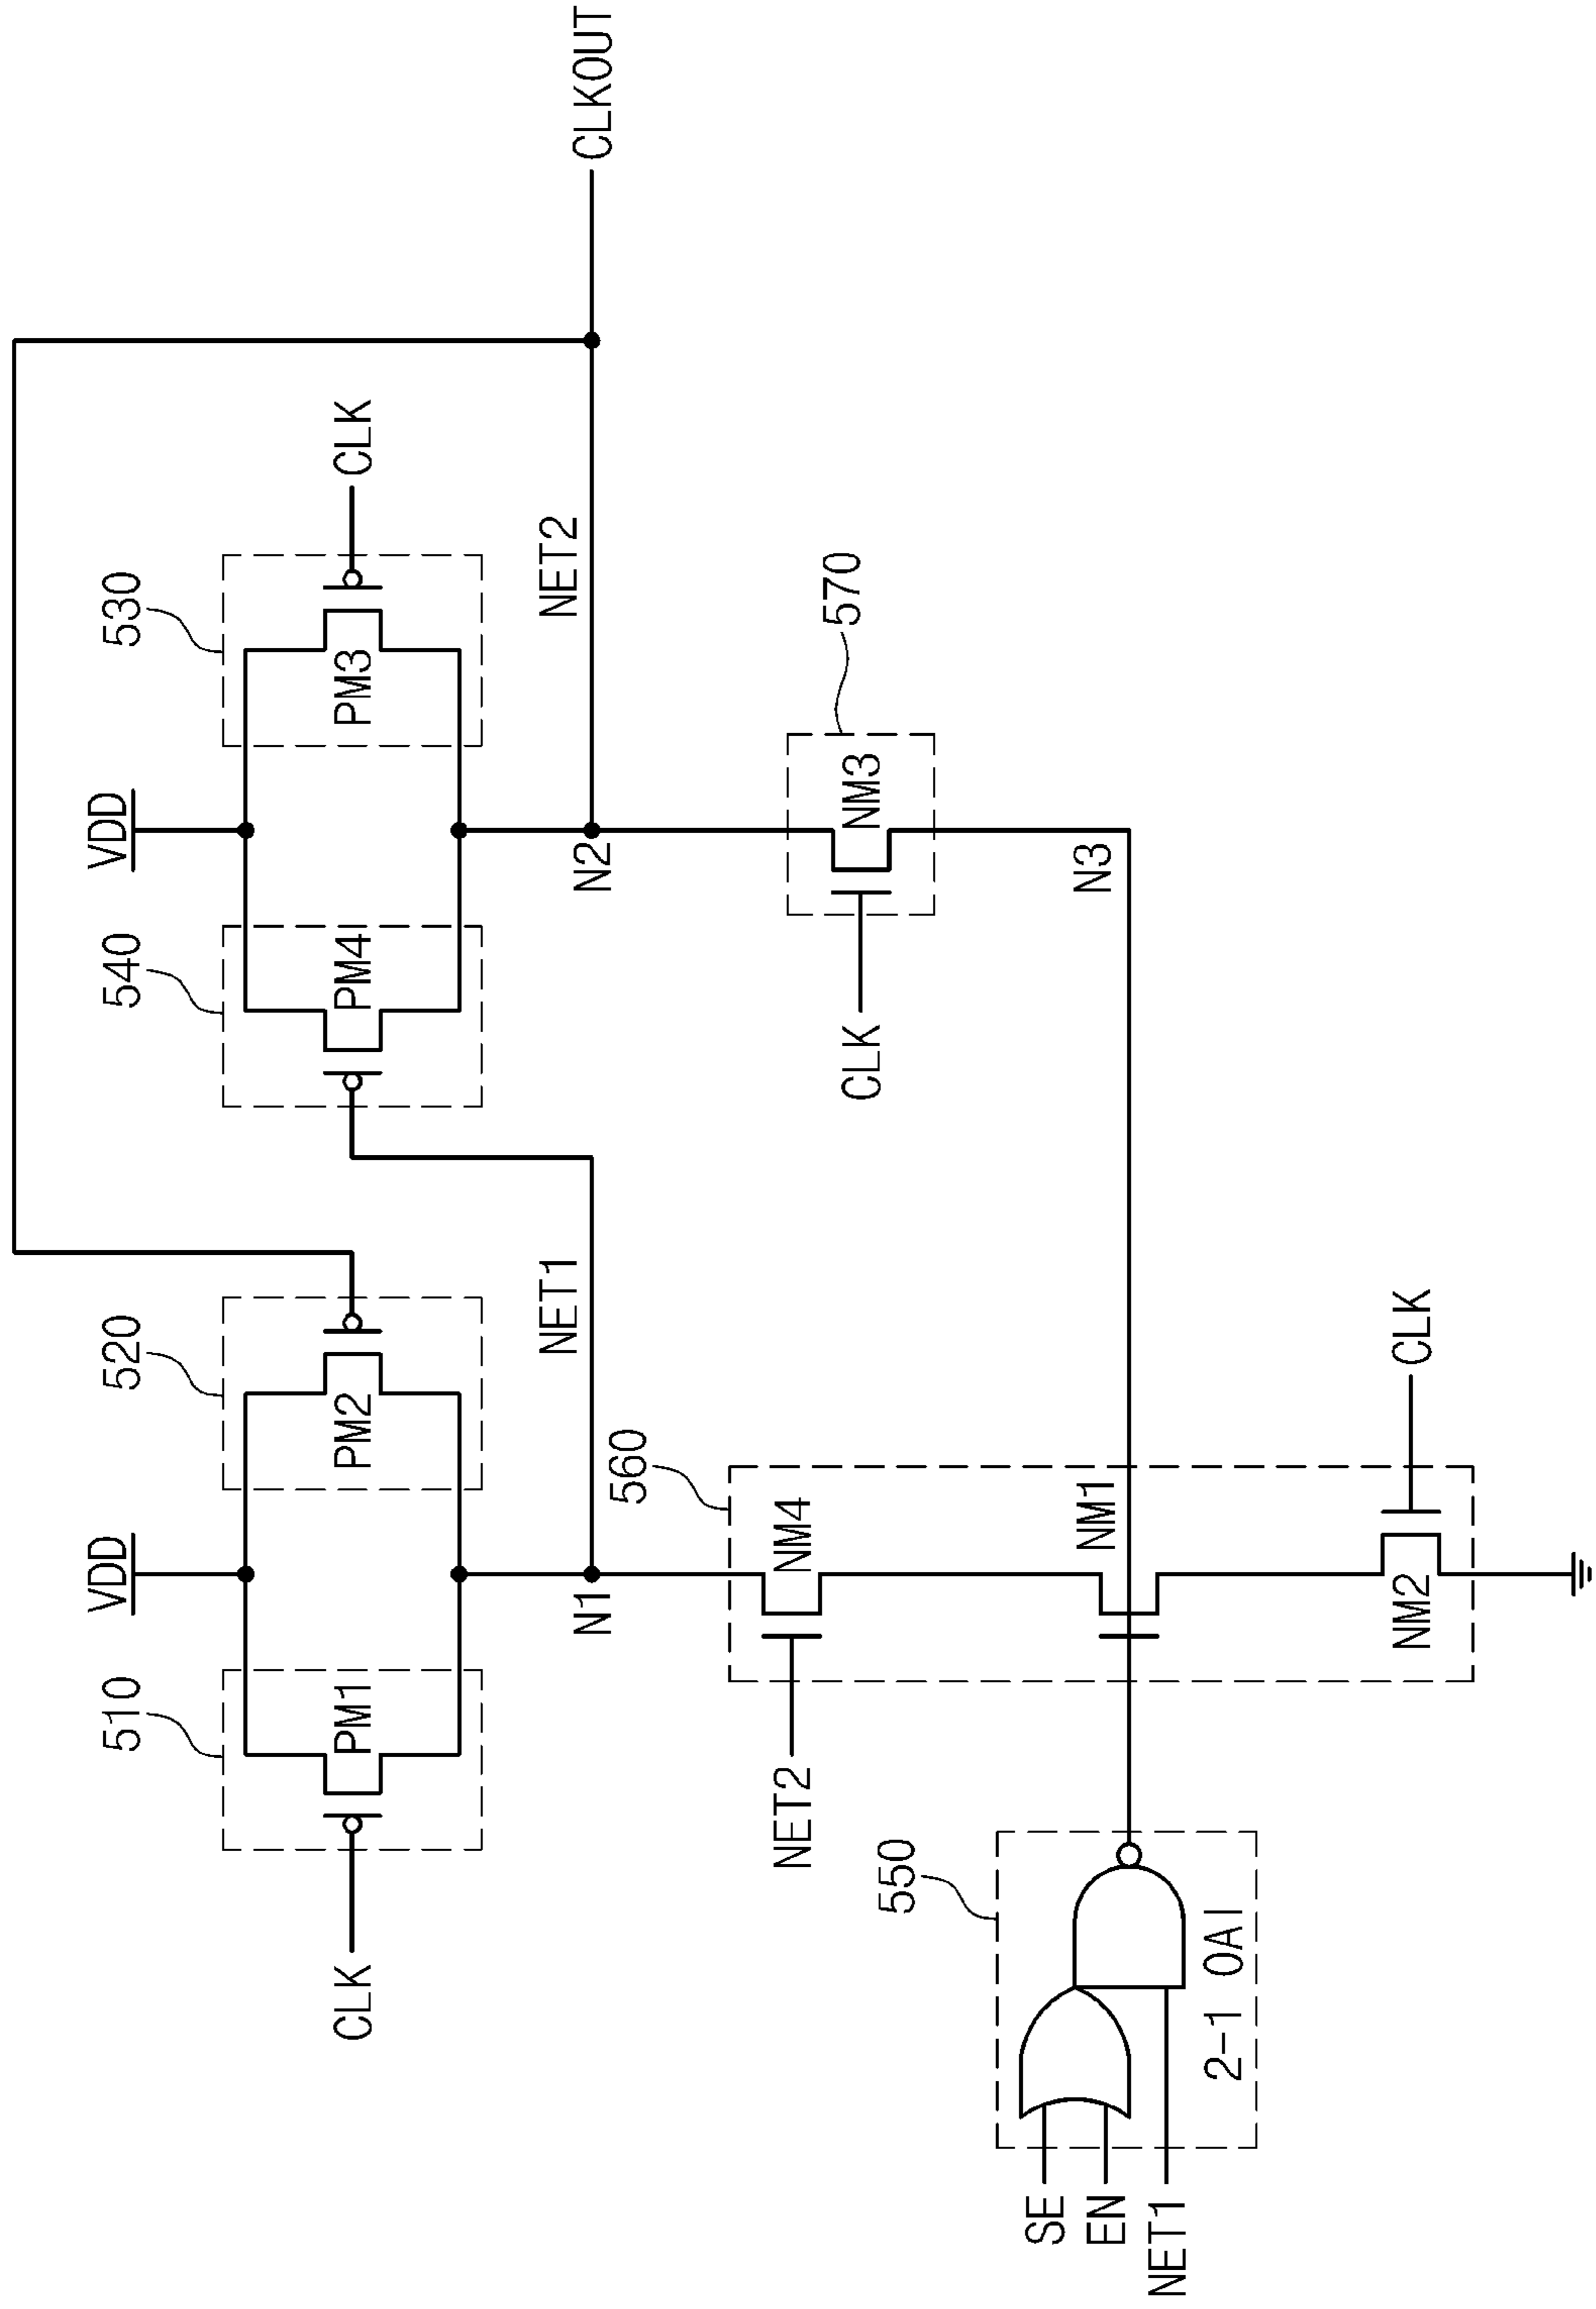 510
VDD
520
540
VDD
530
CLK
PM1
PM2
PM4
PM3
CLK
NET1
NET2
N1
N2
CLKOUT
560
NET2
NM4
CLK
NM3
570
550
SE
EN
NET1
2-1 OAI
NM1
N3
NM2
CLK